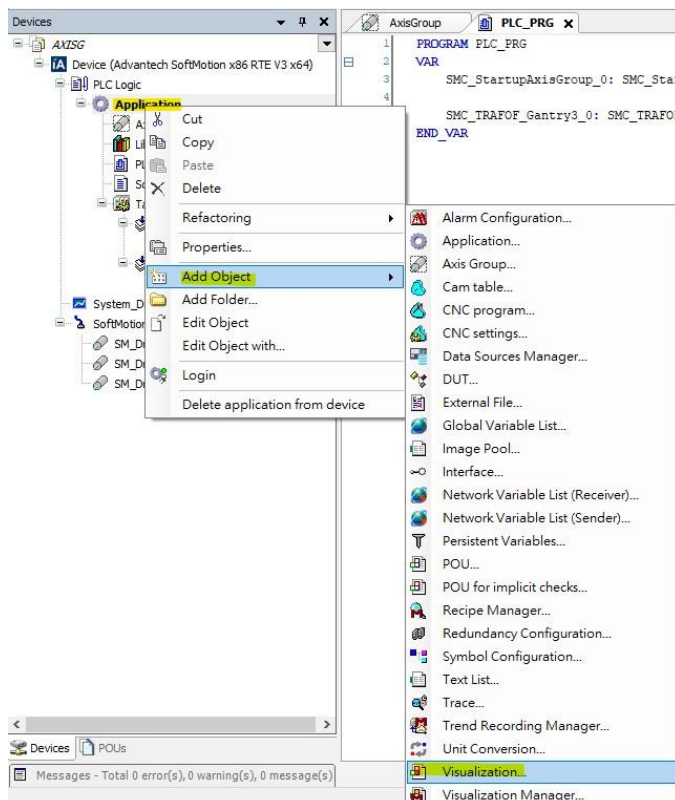 Devices
AXISG
Device (Advantech SoftMotion x86 RTE V3 x64)
PLC Logic
Application
System_D
SoftMotion
SM_D
SM_D
SM_D
Devices
POUs
Messages - Total 0 error(s), 0 warning(s), 0 message(s)
AxisGroup
PLC_PRG
1 PROGRAM PLC_PRG
2 VAR
3 SMC_StartupAxisGroup_0: SMC_Sta
4
SMC_TRAFOF_Gantry3_0: SMC_TRAFO
END_VAR
Cut
Copy
Paste
Delete
Refactoring
Properties...
Add Object
Add Folder...
Edit Object
Edit Object with...
Login
Delete application from device
Alarm Configuration...
Application...
Axis Group...
Cam table...
CNC program...
CNC settings...
Data Sources Manager...
DUT...
External File...
Global Variable List...
Image Pool...
Interface...
Network Variable List (Receiver)...
Network Variable List (Sender)...
Persistent Variables...
POU...
POU for implicit checks...
Recipe Manager...
Redundancy Configuration...
Symbol Configuration...
Text List...
Trace...
Trend Recording Manager...
Unit Conversion...
Visualization...
Visualization Manager...